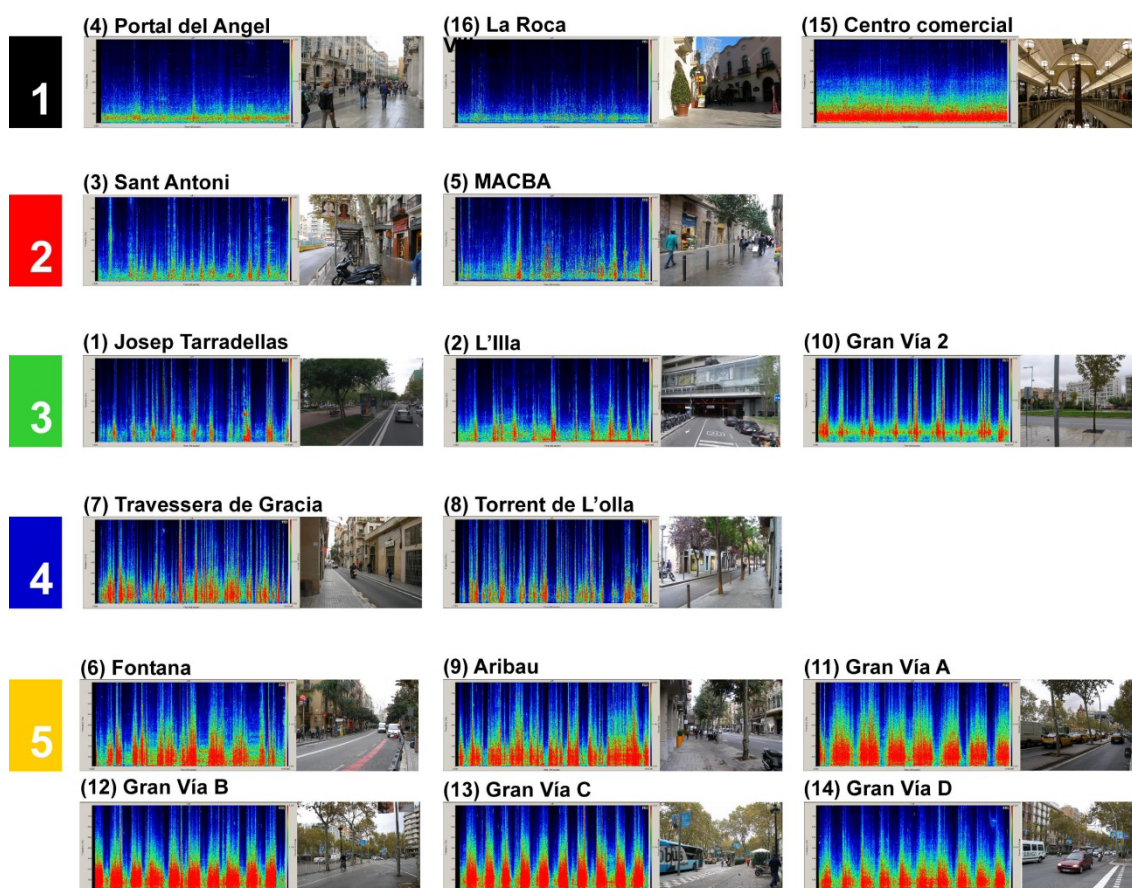 (4) Portal del Angel
(16) La Roca
(15) Centro comercial
1
(3) Sant Antoni
(5) MACBA
2
(1) Josep Tarradellas
(2) L'Illa
(10) Gran Vía 2
3
(7) Travessera de Gracia
(8) Torrent de L'olla
4
(6) Fontana
(9) Aribau
(11) Gran Vía A
5
(12) Gran Vía B
(13) Gran Vía C
(14) Gran Vía D